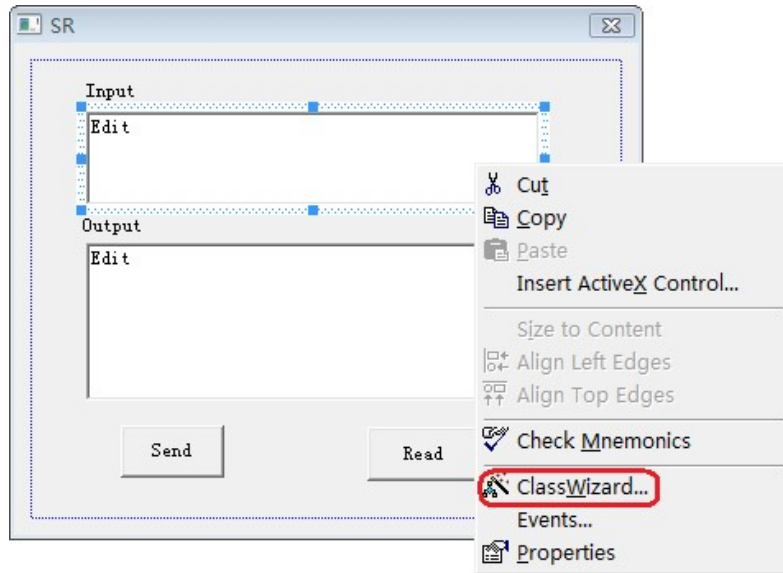 SR
Input
Edit
Output
Edit
Send
Read
Cut
Copy
Paste
Insert ActiveX Control...
Size to Content
Align Left Edges
Align Top Edges
Check Mnemonics
ClassWizard...
Events...
Properties